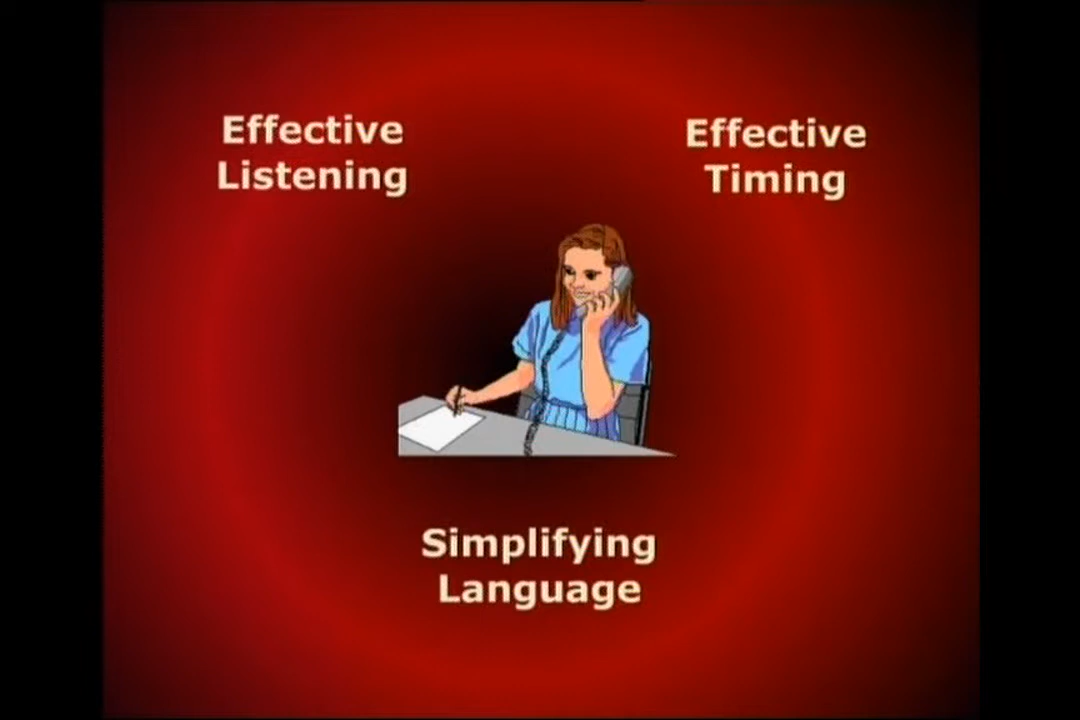 Effective
Listening
Effective
Timing
Simplifying
Language